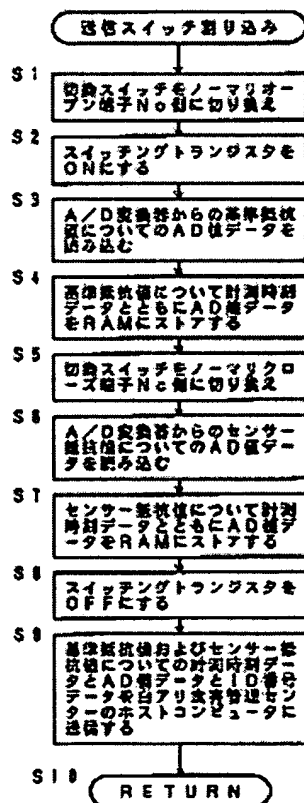 送信スイッチ割り込み
S1
切換スイッチをノーマリオー
プン端子No側に切り換え
S2
スイッチングトランジスタを
ONにする
S3
A/D変換器からの基準抵抗
値についてのAD値データを
読み込む
S4
基準抵抗値について計測時刻
データとともにAD値データ
をRAMにストアする
S5
切換スイッチをノーマリクロ
ーズ端子Nc側に切り換え
S6
A/D変換器からのセンサー
抵抗値についてのAD値デー
タを読み込む
S7
センサー抵抗値について計測
時刻データとともにAD値デ
ータをRAMにストアする
S8
スイッチングトランジスタを
OFFにする
S9
基準抵抗値およびセンサー抵
抗値についての計測時刻デー
タとAD値データとID番号
データを白アリ食害管理セン
ターのホストコンピュータに
送信する
S10
RETURN